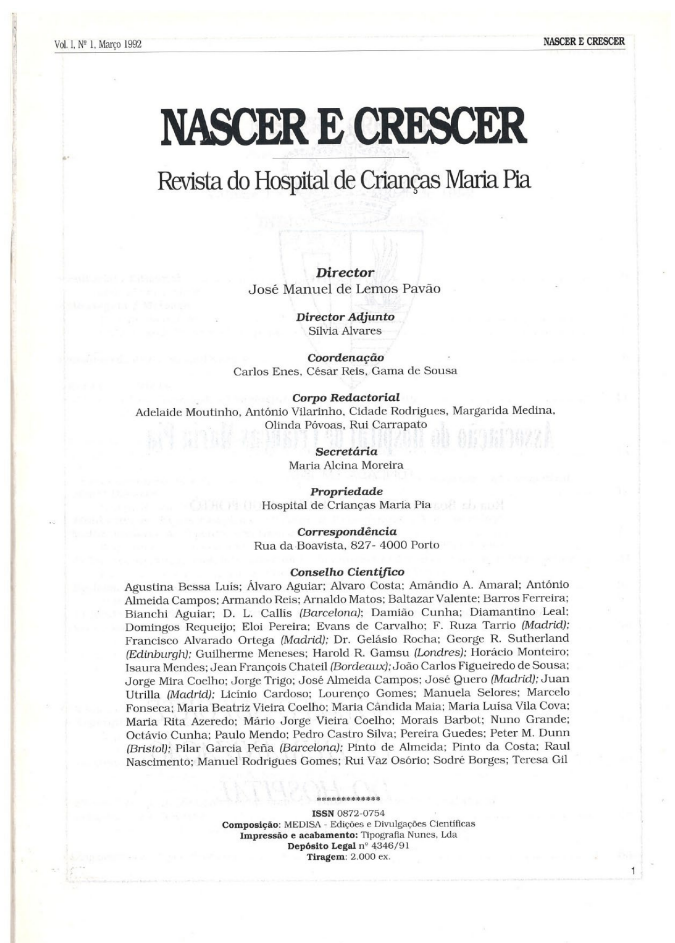 Vol. I, Nº 1, Março 1992
NASCER E CRESCER
NASCER E CRESCER
Revista do Hospital de Crianças Maria Pia
Director
José Manuel de Lemos Pavão
Director Adjunto
Sílvia Alvares
Coordenação
Carlos Enes, César Reis, Gama de Sousa
Corpo Redactorial
Adelaide Moutinho, António Vilarinho, Cidade Rodrigues, Margarida Medina,
Olinda Póvoas, Rui Carrapato
Secretária
Maria Alcina Moreira
Propriedade
Hospital de Crianças Maria Pia
Correspondência
Rua da Boavista, 827- 4000 Porto
Conselho Científico
Agustina Bessa Luís; Álvaro Aguiar; Alvaro Costa; Amândio A. Amaral; António
Almeida Campos; Armando Reis; Arnaldo Matos; Baltazar Valente; Barros Ferreira;
Bianchi Aguiar; D. L. Callis (Barcelona); Damião Cunha; Diamantino Leal;
Domingos Requeijo; Eloi Pereira; Evans de Carvalho; F. Ruza Tarrio (Madrid);
Francisco Alvarado Ortega (Madrid); Dr. Gelásio Rocha; George R. Sutherland
(Edinburgh); Guilherme Meneses; Harold R. Gamsu (Londres); Horácio Monteiro;
Isaura Mendes; Jean François Chateil (Bordeaux); João Carlos Figueiredo de Sousa;
Jorge Mira Coelho; Jorge Trigo; José Almeida Campos; José Quero (Madrid); Juan
Utrilla (Madrid); Licínio Cardoso; Lourenço Gomes; Manuela Selores; Marcelo
Fonseca; Maria Beatriz Vieira Coelho; Maria Cândida Maia; Maria Luísa Vila Cova;
Maria Rita Azeredo; Mário Jorge Vieira Coelho; Morais Barbot; Nuno Grande;
Octávio Cunha; Paulo Mendo; Pedro Castro Silva; Pereira Guedes; Peter M. Dunn
(Bristol); Pilar Garcia Peña (Barcelona); Pinto de Almeida; Pinto da Costa; Raul
Nascimento; Manuel Rodrigues Gomes; Rui Vaz Osório; Sodré Borges; Teresa Gil
*************
ISSN 0872-0754
Composição: MEDISA - Edições e Divulgações Científicas
Impressão e acabamento: Tipografia Nunes, Lda
Depósito Legal nº 4346/91
Tiragem: 2.000 ex.
1